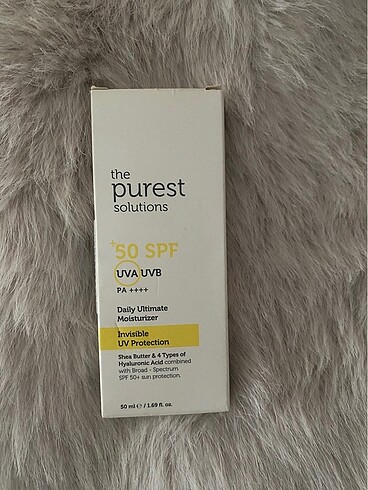 the
purest
solutions
+50 SPF
UVA UVB
PA ++++
Daily Ultimate
Moisturizer
Invisible
UV Protection
Shea Butter & 4 Types of
Hyaluronic Acid combined
with Broad - Spectrum
SPF 50+ sun protection.
50 ml ℮ / 1.69 fl. oz.